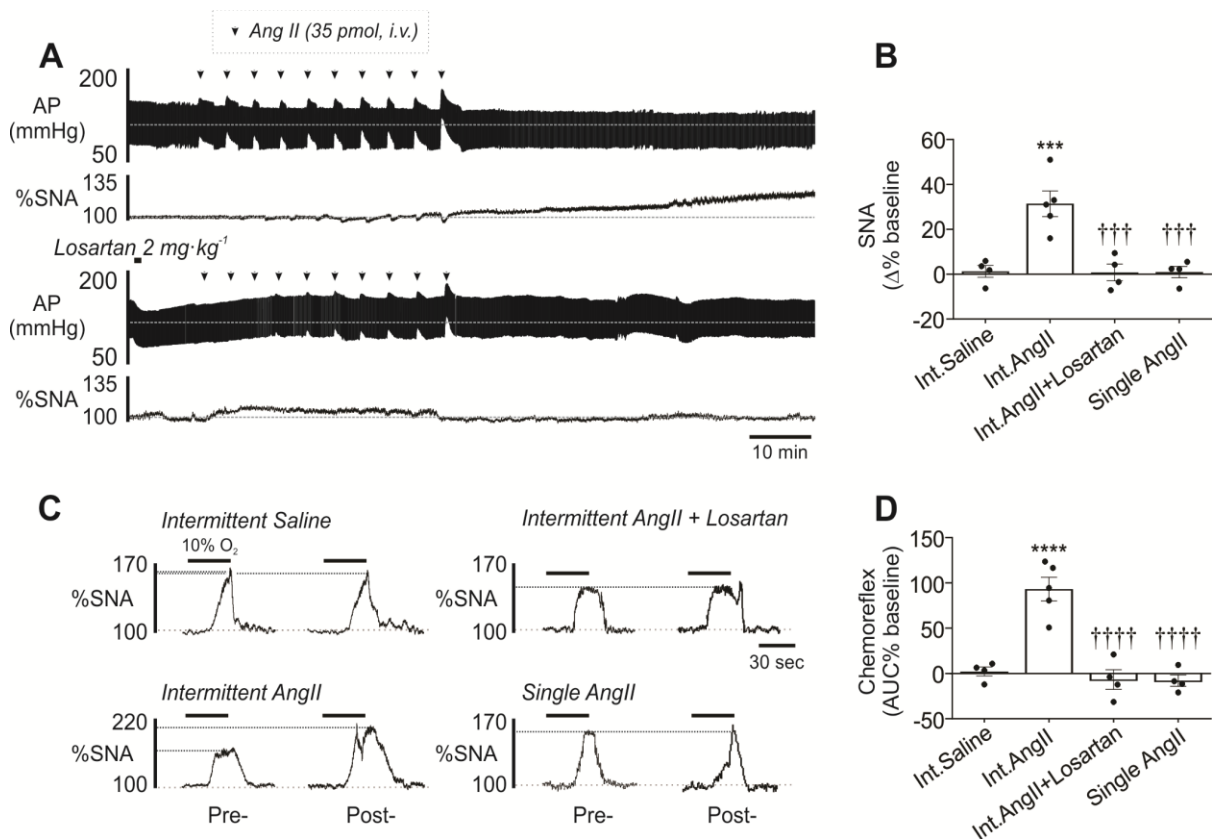 Ang II (35 pmol, i.v.)
A
200
AP
(mmHg)
50
135
%SNA
100
Losartan 2 mg·kg⁻¹
200
AP
(mmHg)
50
135
%SNA
100
10 min
B
60
40
20
0
-20
SNA
(Δ% baseline)
***
†††
†††
Int.Saline
Int.AngII
Int.AngII+Losartan
Single AngII
C
Intermittent Saline
10% O₂
170
%SNA
100
Intermittent AngII + Losartan
170
%SNA
100
30 sec
Intermittent AngII
220
%SNA
100
Pre-
Post-
Single AngII
170
%SNA
100
Pre-
Post-
D
150
100
50
0
-50
Chemoreflex
(AUC% baseline)
****
††††
††††
Int.Saline
Int.AngII
Int.AngII+Losartan
Single AngII